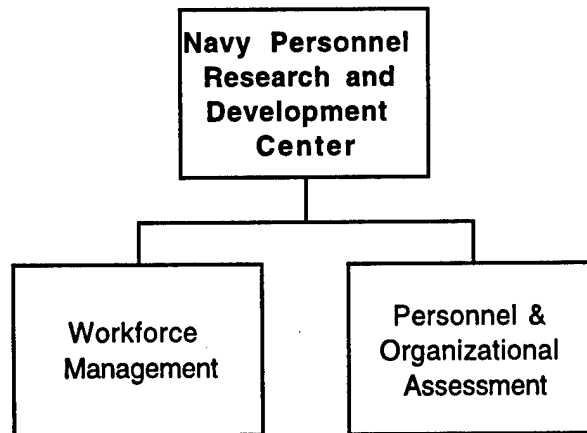 Navy Personnel
Research and
Development
Center
Workforce
Management
Personnel &
Organizational
Assessment